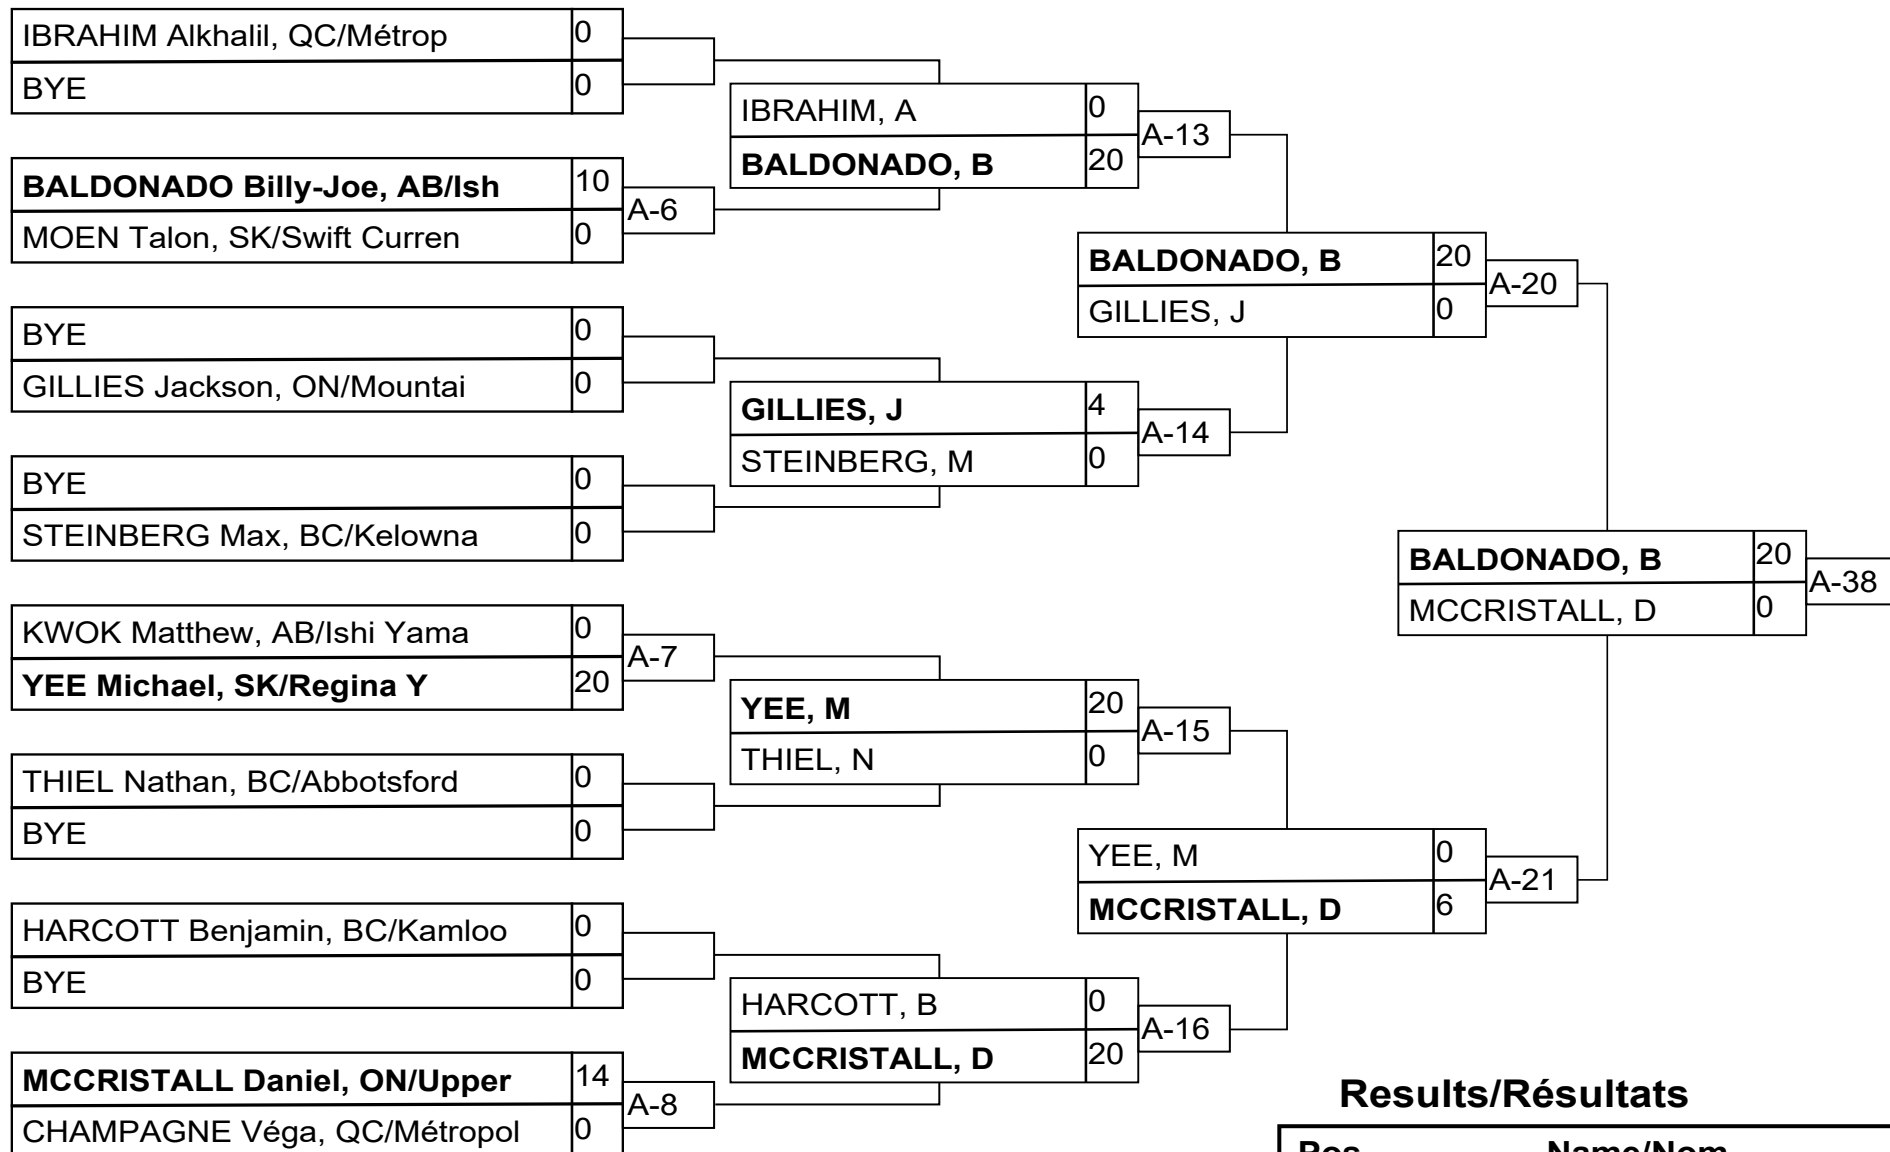 IBRAHIM Alkhalil, QC/Métrop 0
BYE 0
BALDONADO Billy-Joe, AB/Ish 10
MOEN Talon, SK/Swift Curren 0
A-6
BYE 0
GILLIES Jackson, ON/Mountai 0
BYE 0
STEINBERG Max, BC/Kelowna 0
KWOK Matthew, AB/Ishi Yama 0
YEE Michael, SK/Regina Y 20
A-7
THIEL Nathan, BC/Abbotsford 0
BYE 0
HARCOTT Benjamin, BC/Kamloo 0
BYE 0
MCCRISTALL Daniel, ON/Upper 14
CHAMPAGNE Véga, QC/Métropol 0
A-8
IBRAHIM, A 0
BALDONADO, B 20
A-13
GILLIES, J 4
STEINBERG, M 0
A-14
YEE, M 20
THIEL, N 0
A-15
HARCOTT, B 0
MCCRISTALL, D 20
A-16
BALDONADO, B 20
GILLIES, J 0
A-20
YEE, M 0
MCCRISTALL, D 6
A-21
BALDONADO, B 20
MCCRISTALL, D 0
A-38
Results/Résultats
Pos Name/Nom